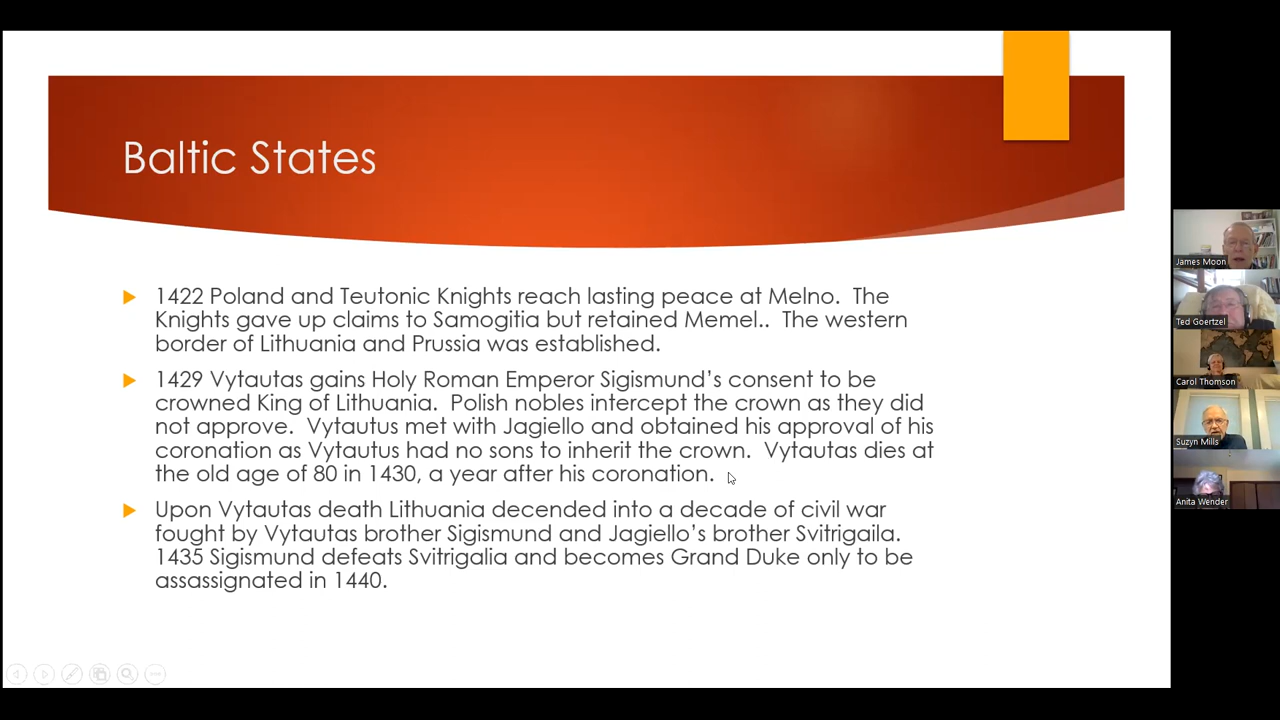 Baltic States
1422 Poland and Teutonic Knights reach lasting peace at Melno.  The
Knights gave up claims to Samogitia but retained Memel..  The western
border of Lithuania and Prussia was established.
1429 Vytautas gains Holy Roman Emperor Sigismund's consent to be
crowned King of Lithuania.  Polish nobles intercept the crown as they did
not approve.  Vytautus met with Jagiello and obtained his approval of his
coronation as Vytautus had no sons to inherit the crown.  Vytautas dies at
the old age of 80 in 1430, a year after his coronation.
Upon Vytautas death Lithuania decended into a decade of civil war
fought by Vytautas brother Sigismund and Jagiello's brother Svitrigaila.
1435 Sigismund defeats Svitrigalia and becomes Grand Duke only to be
assassignated in 1440.
James Moon
Ted Goertzel
Carol Thomson
Suzyn Mills
Anita Wender